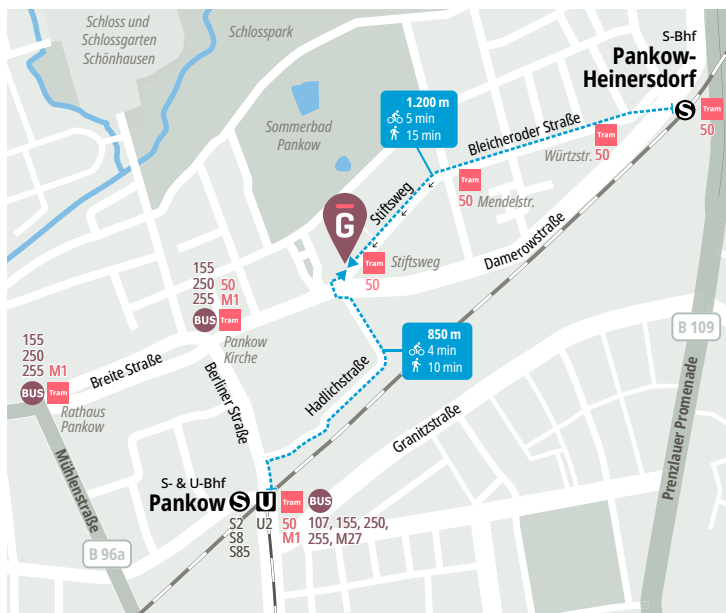 Schloss und
Schlossgarten
Schönhausen
Schlosspark
S-Bhf
Pankow-
Heinersdorf
S
Tram
50
1.200 m
5 min
15 min
Sommerbad
Pankow
Bleicheroder Straße
Tram
50
Würtzstr.
Tram
50
Mendelstr.
Stiftsweg
G
Tram
50
Stiftsweg
Damerowstraße
155
250
255
50
M1
BUS
Tram
Pankow
Kirche
B 109
155
250
255
M1
BUS
Tram
Rathaus
Pankow
Breite Straße
Berliner Straße
850 m
4 min
10 min
Hadlichstraße
Granitzstraße
Prenzlauer Promenade
Mühlenstraße
S- & U-Bhf
Pankow
S
U
Tram
BUS
S2
S8
S85
U2
50
M1
107, 155, 250,
255, M27
B 96a